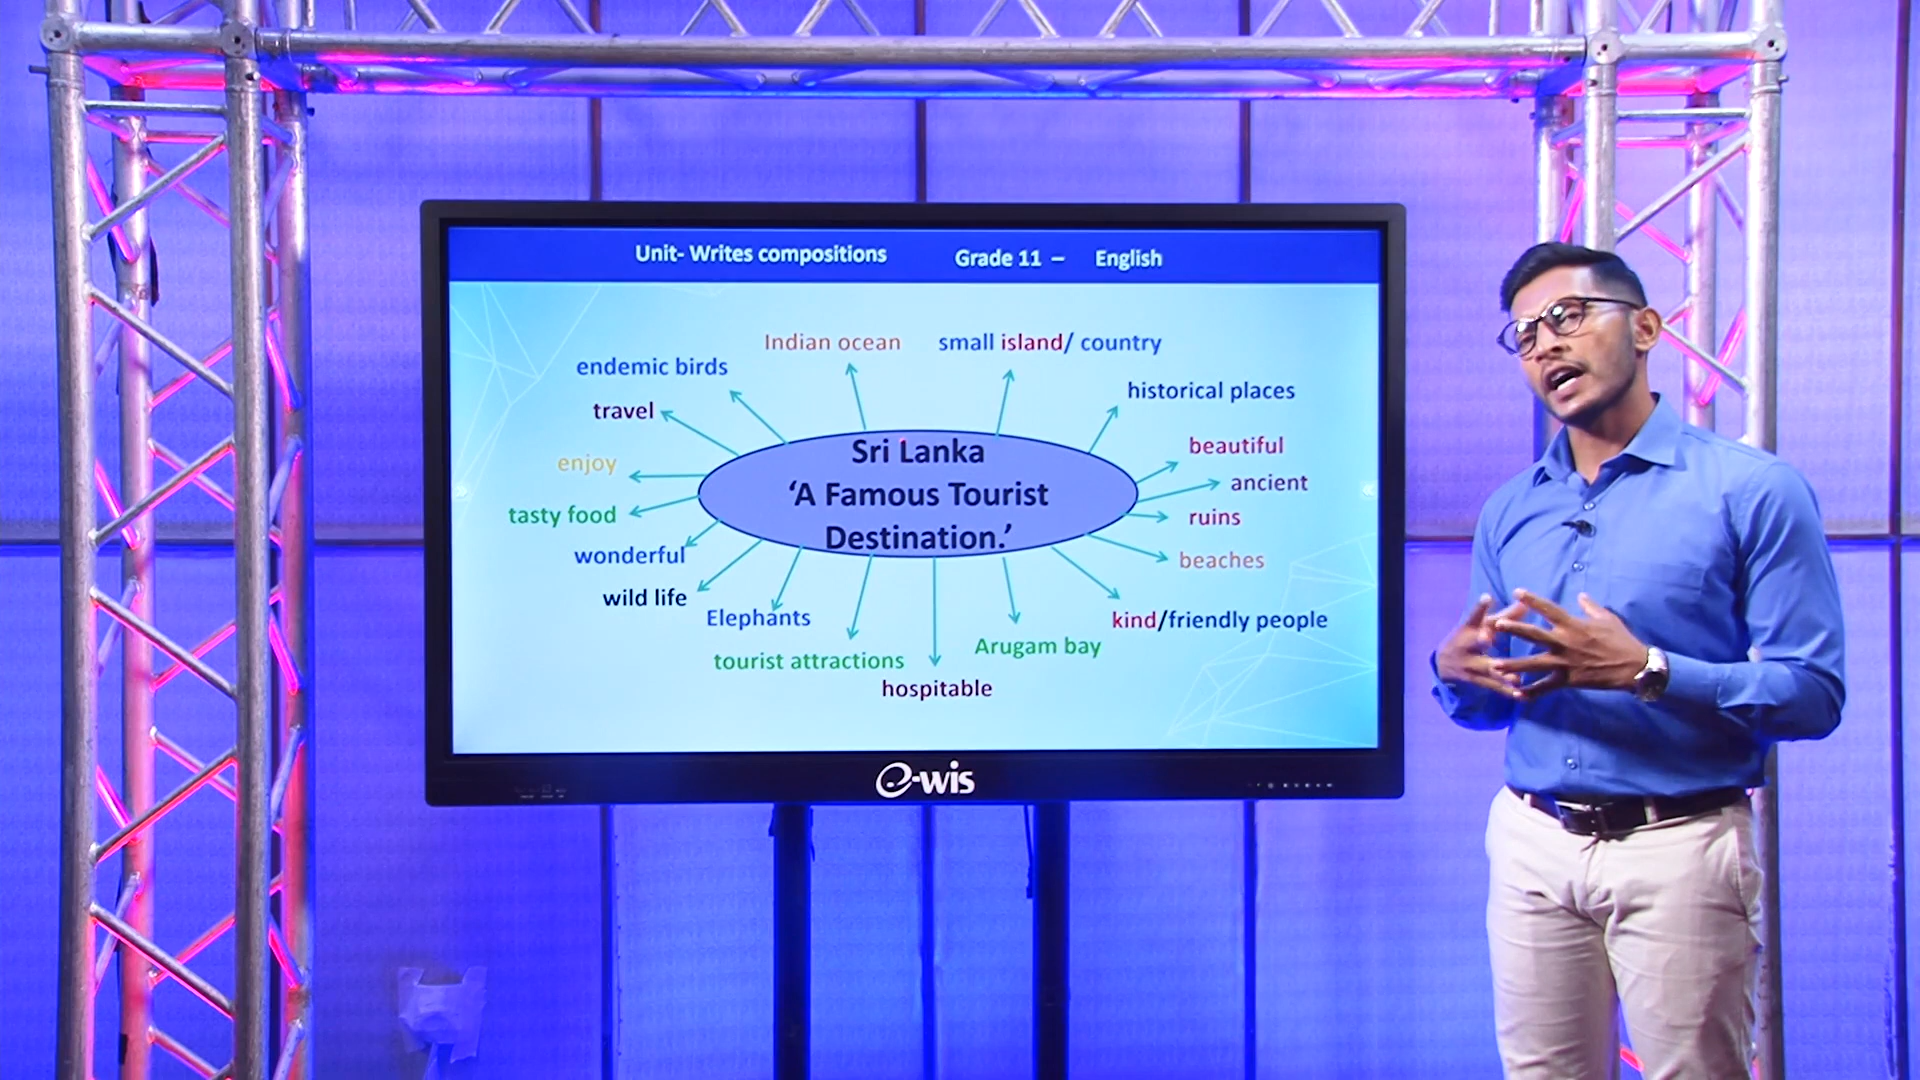 Unit- Writes compositions Grade 11 – English
Indian ocean
small island/ country
endemic birds
historical places
travel
beautiful
enjoy
ancient
tasty food
ruins
wonderful
beaches
wild life
Elephants
kind/friendly people
tourist attractions
Arugam bay
hospitable
Sri Lanka
‘A Famous Tourist
Destination.’
e-wis